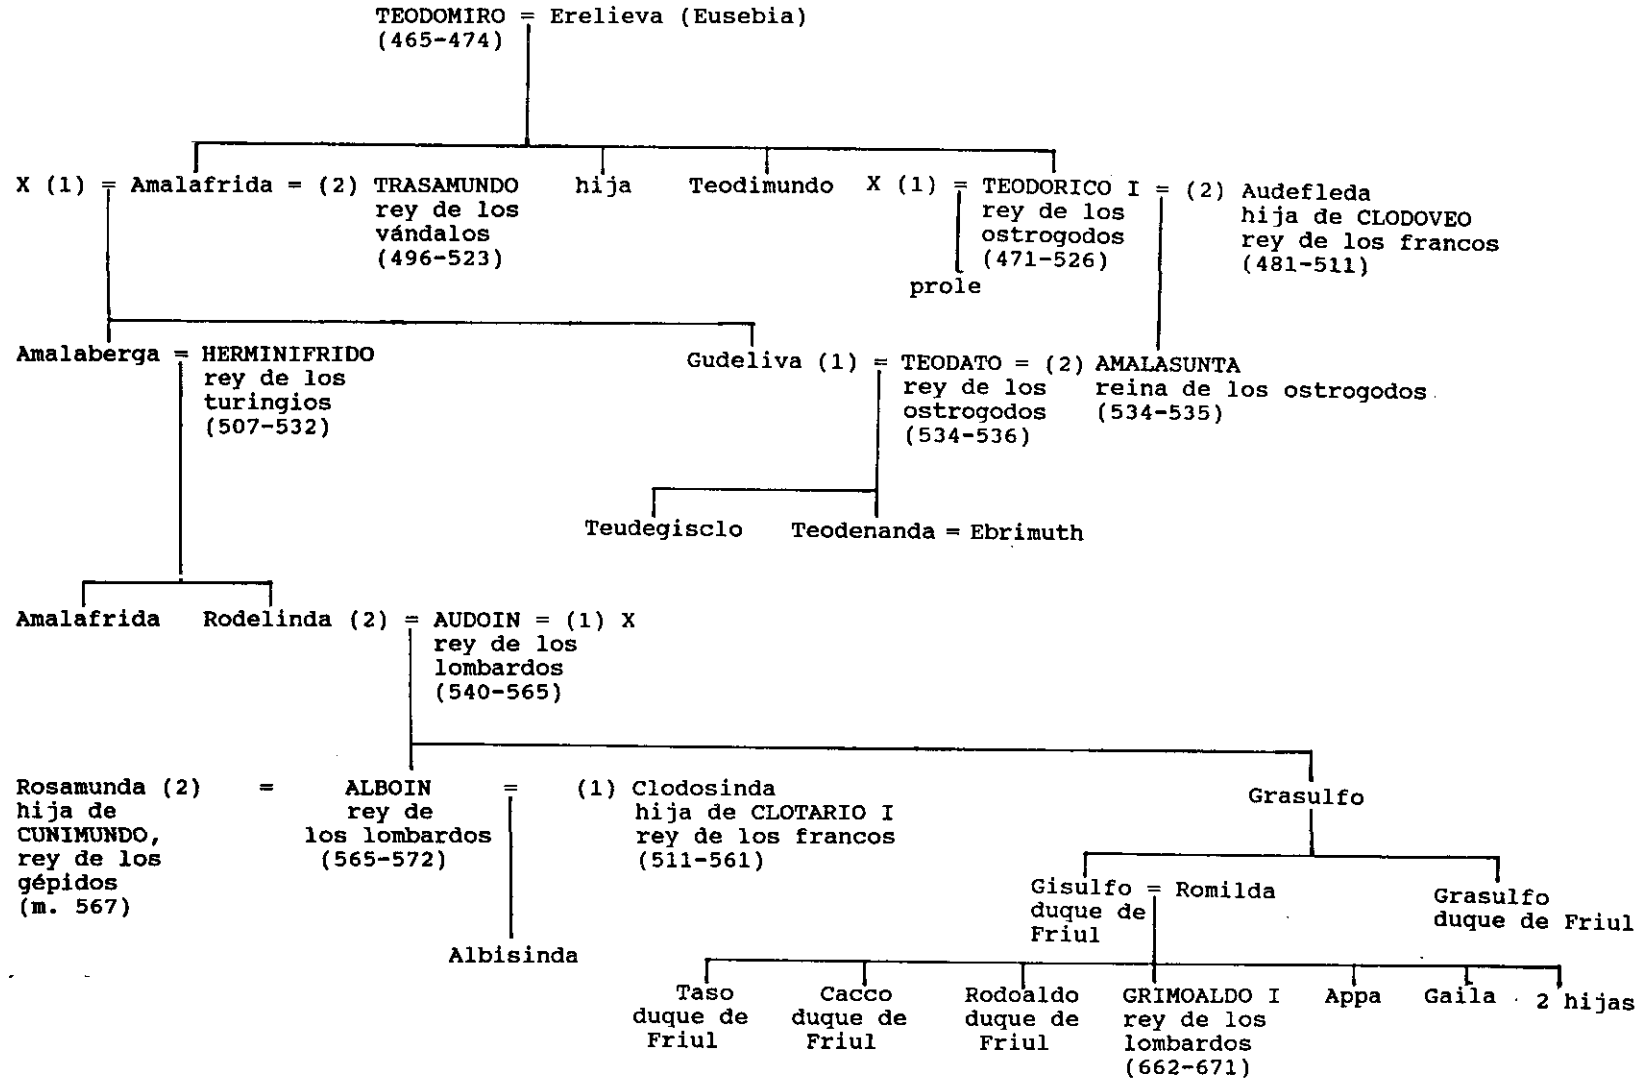 TEODOMIRO = Erelieva (Eusebia)
(465-474)
X (1) = Amalafrida = (2) TRASAMUNDO
rey de los
vándalos
(496-523)
hija
Teodimundo
X (1) = TEODORICO I = (2) Audefleda
rey de los
ostrogodos
(471-526)
hija de CLODOVEO
rey de los francos
(481-511)
prole
Amalaberga = HERMINIFRIDO
rey de los
turingios
(507-532)
Gudeliva (1) = TEODATO = (2) AMALASUNTA
rey de los
ostrogodos
(534-536)
reina de los ostrogodos
(534-535)
Teudegisclo
Teodenanda = Ebrimuth
Amalafrida
Rodelinda (2) = AUDOIN = (1) X
rey de los
lombardos
(540-565)
Rosamunda (2) = ALBOIN = (1) Clodosinda
hija de
CUNIMUNDO,
rey de los
gépidos
(m. 567)
rey de
los lombardos
(565-572)
hija de CLOTARIO I
rey de los francos
(511-561)
Grasulfo
Albisinda
Gisulfo = Romilda
duque de
Friul
Grasulfo
duque de Friul
Taso
duque de
Friul
Cacco
duque de
Friul
Rodoaldo
duque de
Friul
GRIMOALDO I
rey de los
lombardos
(662-671)
Appa
Gaila
2 hijas